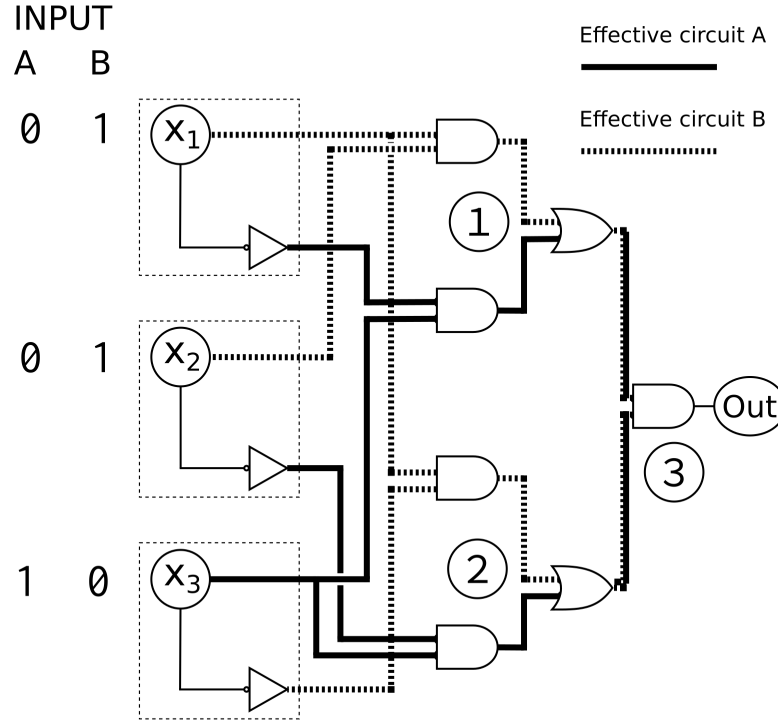 INPUT
A B
Effective circuit A
Effective circuit B
0 1
x1
1
0 1
x2
Out
3
2
1 0
x3